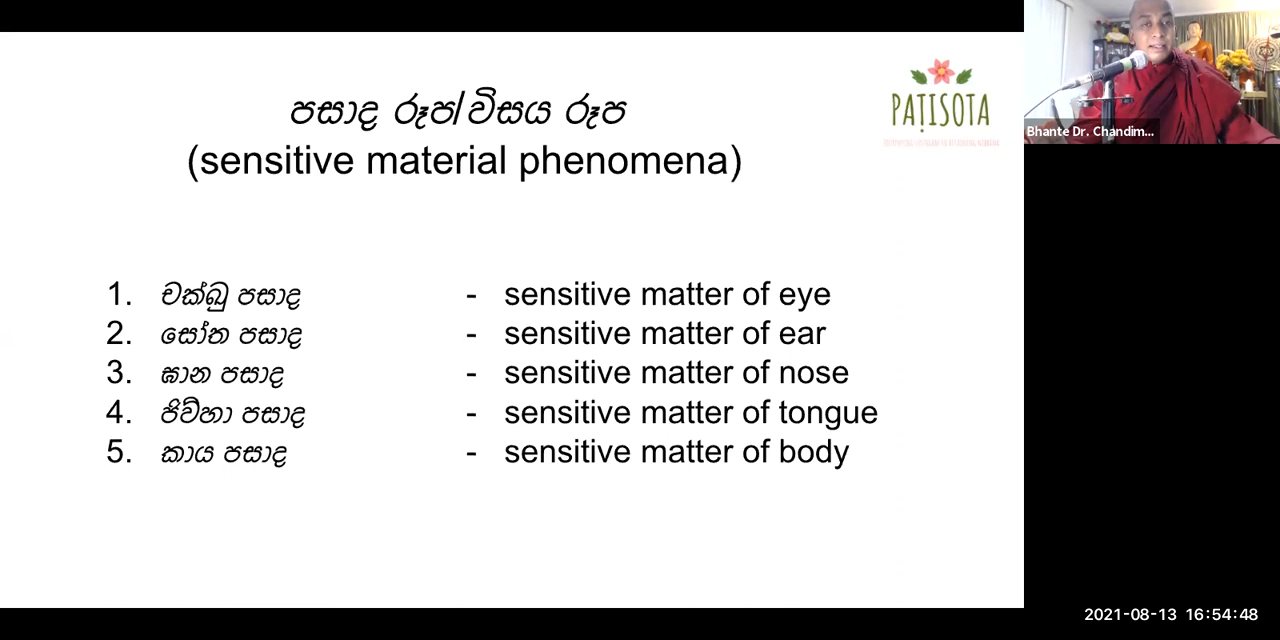 පසාද රූප/විසය රූප
(sensitive material phenomena)
PAṬISOTA
1. චක්ඛු පසාද - sensitive matter of eye
2. සෝත පසාද - sensitive matter of ear
3. ඝාන පසාද - sensitive matter of nose
4. ජිව්හා පසාද - sensitive matter of tongue
5. කාය පසාද - sensitive matter of body
Bhante Dr. Chandim...
2021-08-13 16:54:48